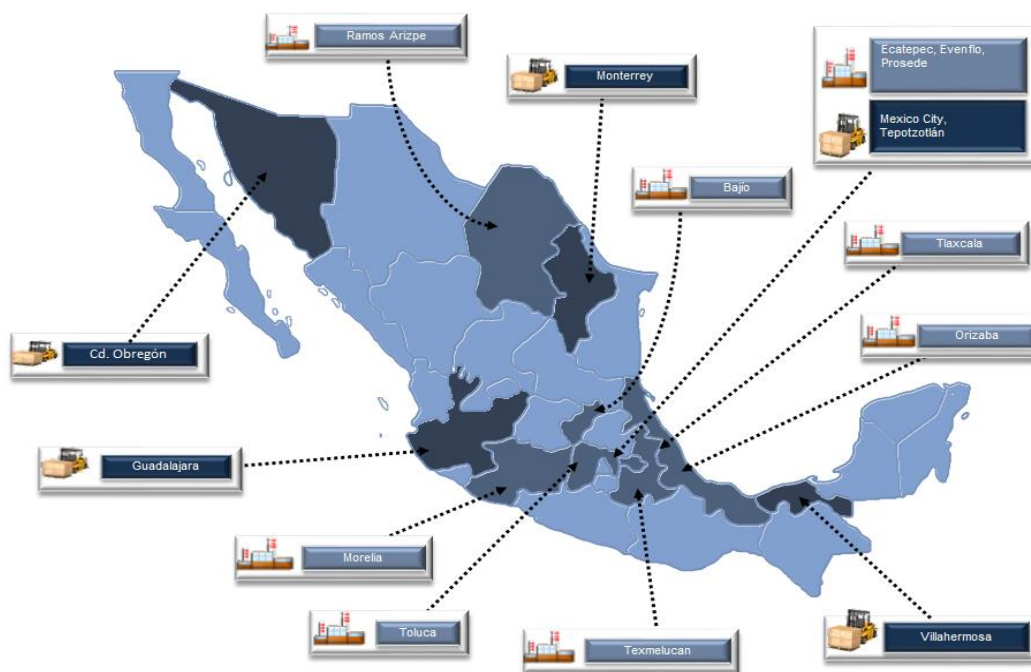 Ramos Arizpe
Monterrey
Ecatepec, Evenflo,
Prosede
Mexico City,
Tepotzotlán
Bajío
Tlaxcala
Orizaba
Cd. Obregón
Guadalajara
Morelia
Toluca
Texmelucan
Villahermosa